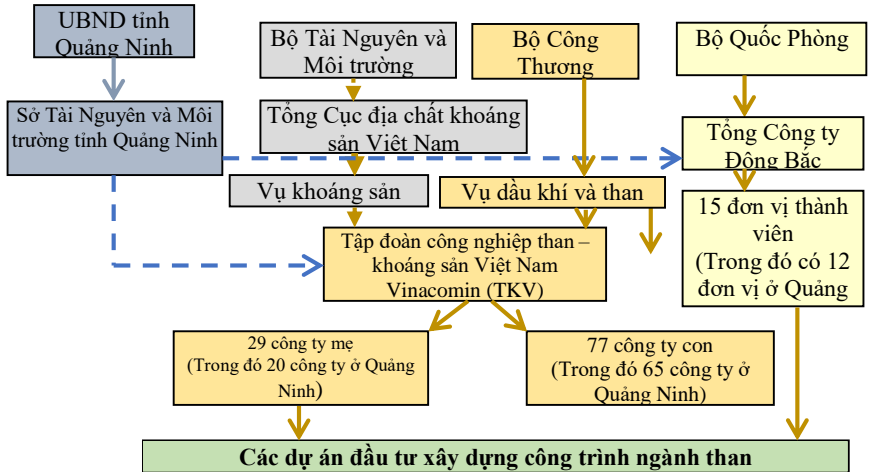 UBND tỉnh
Quảng Ninh
Bộ Tài Nguyên và
Môi trường
Bộ Công
Thương
Bộ Quốc Phòng
Sở Tài Nguyên và Môi
trường tỉnh Quảng Ninh
Tổng Cục địa chất khoáng
sản Việt Nam
Tổng Công ty
Đông Bắc
Vụ khoáng sản
Vụ dầu khí và than
15 đơn vị thành
viên
(Trong đó có 12
đơn vị ở Quảng
Tập đoàn công nghiệp than –
khoáng sản Việt Nam
Vinacomin (TKV)
29 công ty mẹ
(Trong đó 20 công ty ở Quảng
Ninh)
77 công ty con
(Trong đó 65 công ty ở
Quảng Ninh)
Các dự án đầu tư xây dựng công trình ngành than